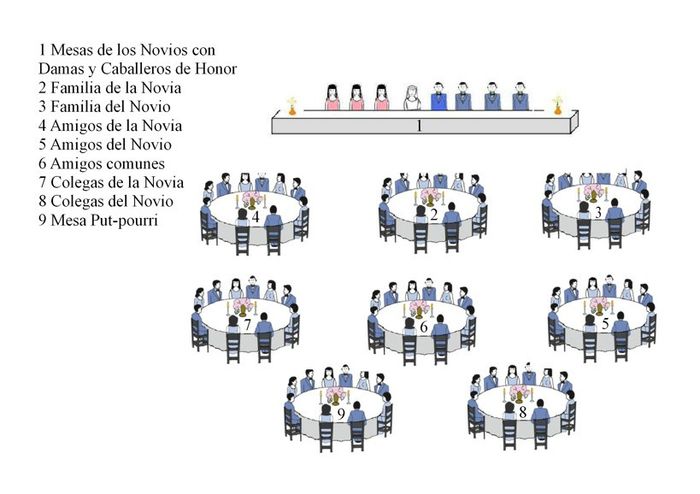 1 Mesas de los Novios con
Damas y Caballeros de Honor
2 Familia de la Novia
3 Familia del Novio
4 Amigos de la Novia
5 Amigos del Novio
6 Amigos comunes
7 Colegas de la Novia
8 Colegas del Novio
9 Mesa Put-pourri
1
4
2
3
7
6
5
9
8